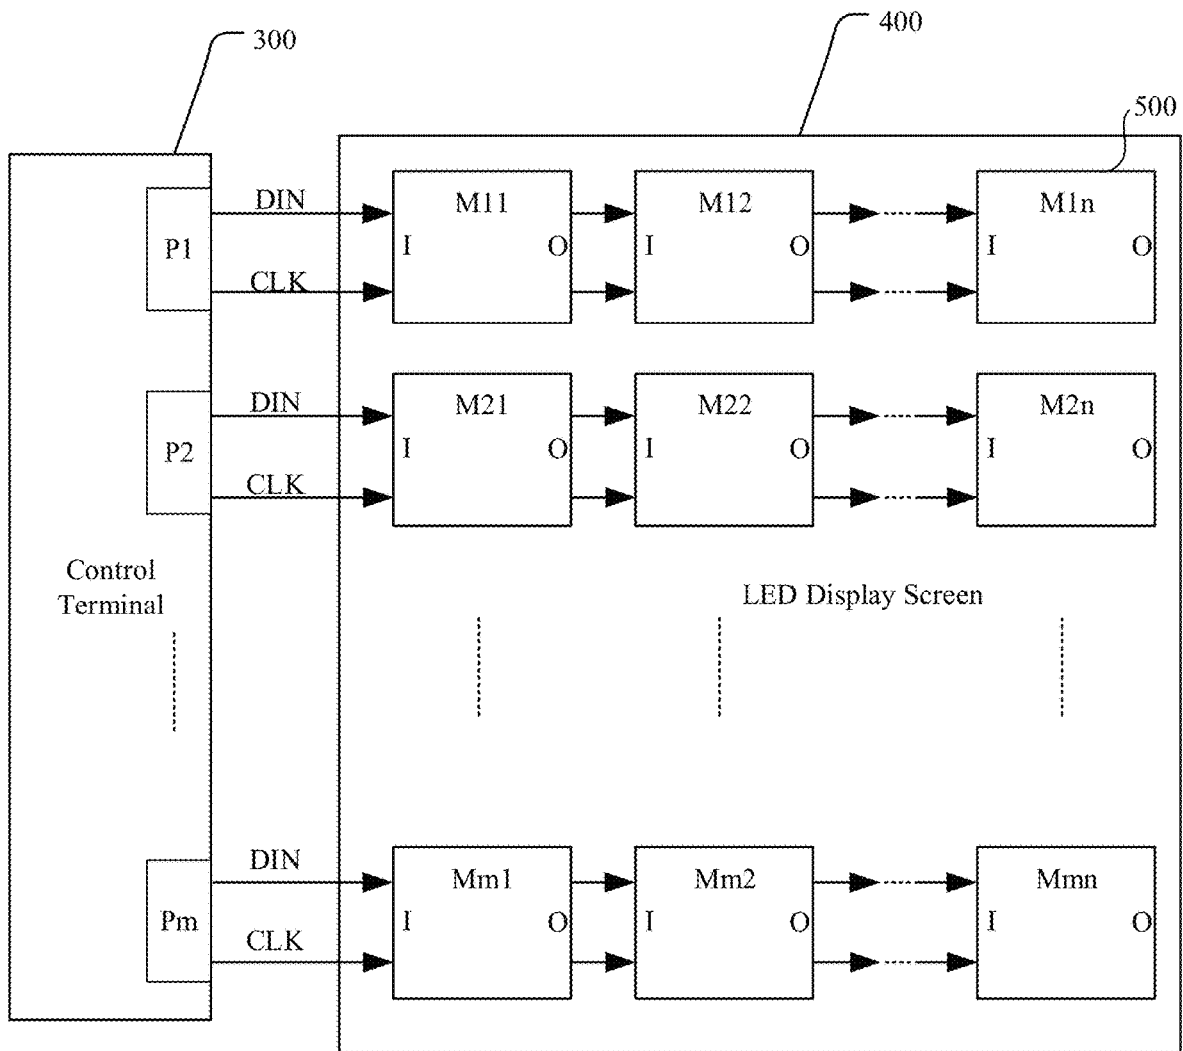 400
300
500
DIN
M11
M12
M1n
P1
I
O
I
O
I
O
CLK
DIN
M21
M22
M2n
P2
I
O
I
O
I
O
CLK
Control
Terminal
LED Display Screen
DIN
Mm1
Mm2
Mmn
Pm
I
O
I
O
I
O
CLK